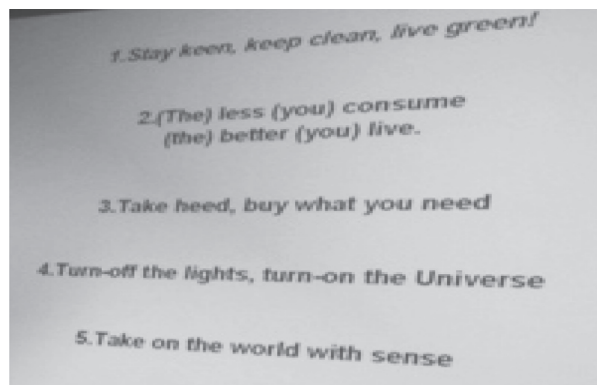 1.Stay keen, keep clean, live green!
2.(The) less (you) consume
(the) better (you) live.
3.Take heed, buy what you need
4.Turn-off the lights, turn-on the Universe
5.Take on the world with sense